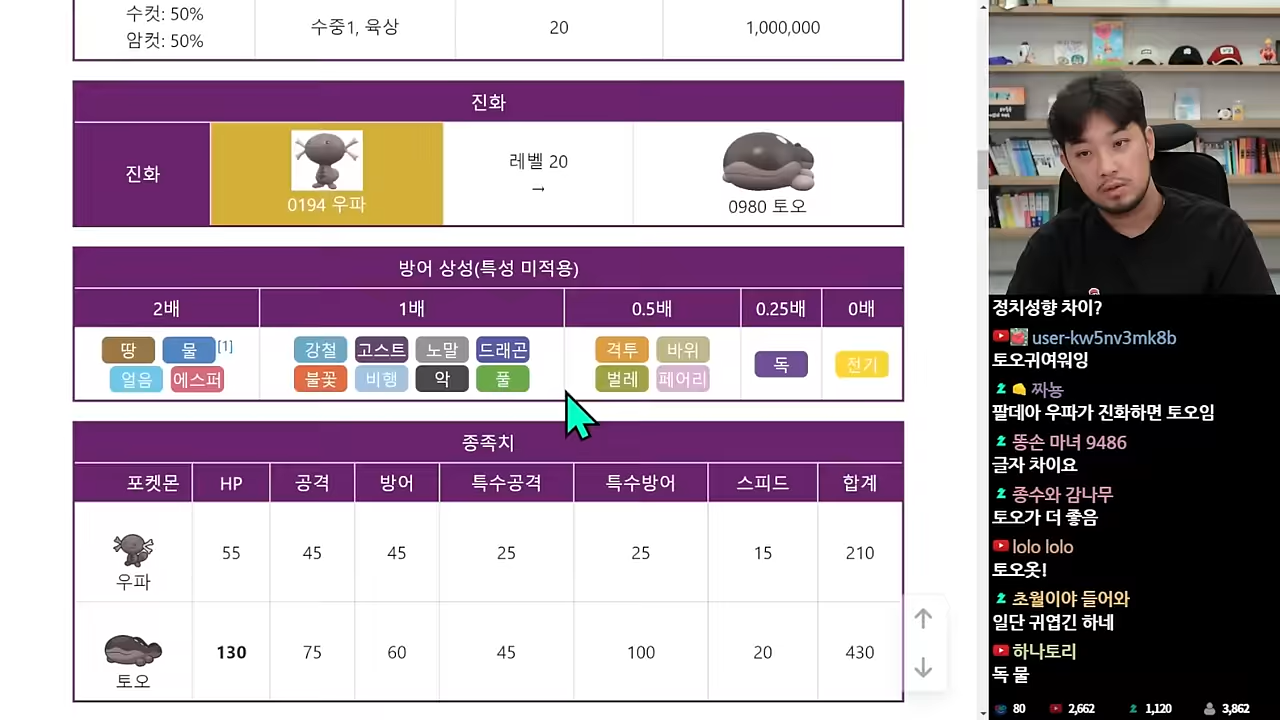 수컷: 50%
암컷: 50%
수중1, 육상
20
1,000,000
진화
진화
0194 우파
레벨 20
→
0980 토오
방어 상성(특성 미적용)
2배 1배 0.5배 0.25배 0배
땅 물 [1] 강철 고스트 노말 드래곤 격투 바위
독 전기
얼음 에스퍼 불꽃 비행 악 풀 벌레 페어리
종족치
포켓몬 HP 공격 방어 특수공격 특수방어 스피드 합계
우파 55 45 45 25 25 15 210
토오 130 75 60 45 100 20 430
정치성향 차이?
user-kw5nv3mk8b
토오귀여워잉
짜뇽
팔데아 우파가 진화하면 토오임
똥손 마녀 9486
글자 차이요
종수와 감나무
토오가 더 좋음
lolo lolo
토오옷!
초월이야 들어와
일단 귀엽긴 하네
하나토리
독 물
80 2,662 1,120 3,862